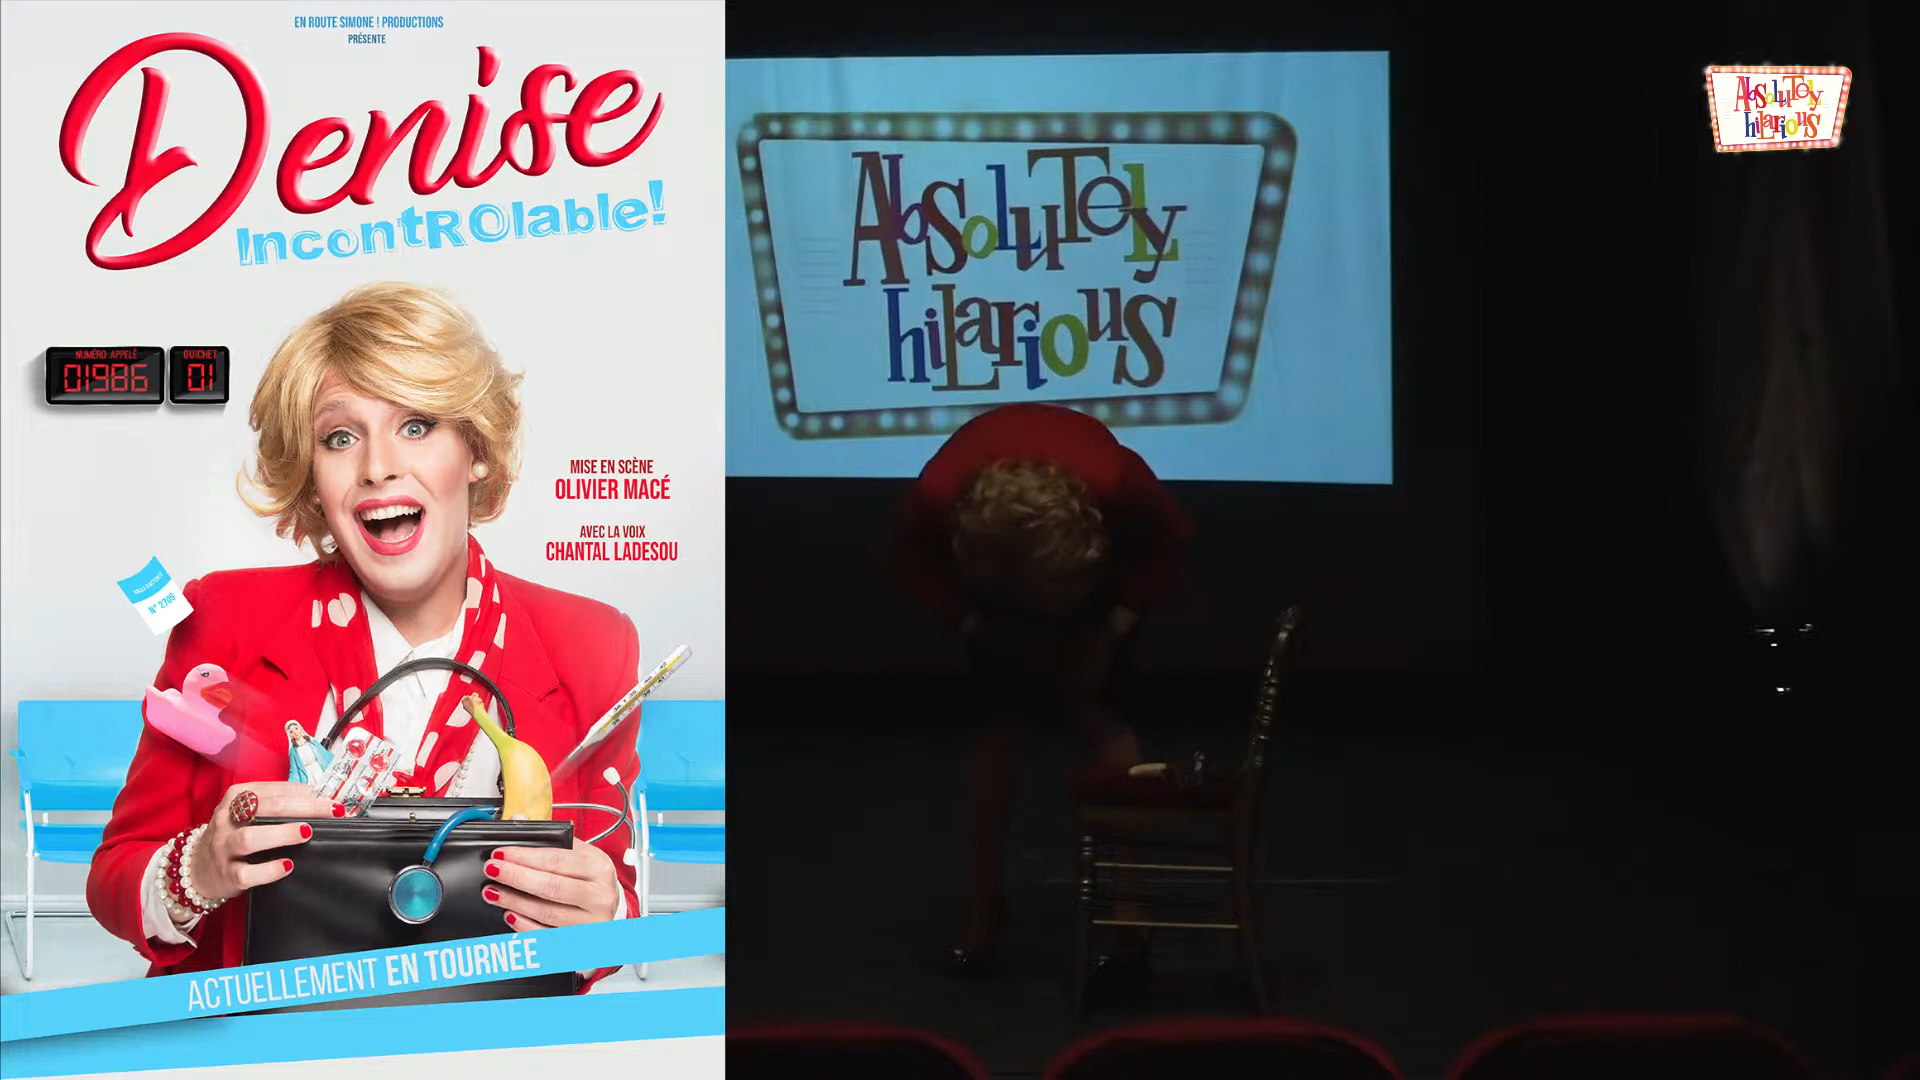 EN ROUTE SIMONE ! PRODUCTIONS
PRÉSENTE
Denise
IncontROlable!
NUMÉRO APPELÉ
01986
GUICHET
01
MISE EN SCÈNE
OLIVIER MACÉ
AVEC LA VOIX
CHANTAL LADESOU
N° 2709
ACTUELLEMENT EN TOURNÉE
AbSoluTely
hiLarioUS
AbSoluTely
hiLarioUS